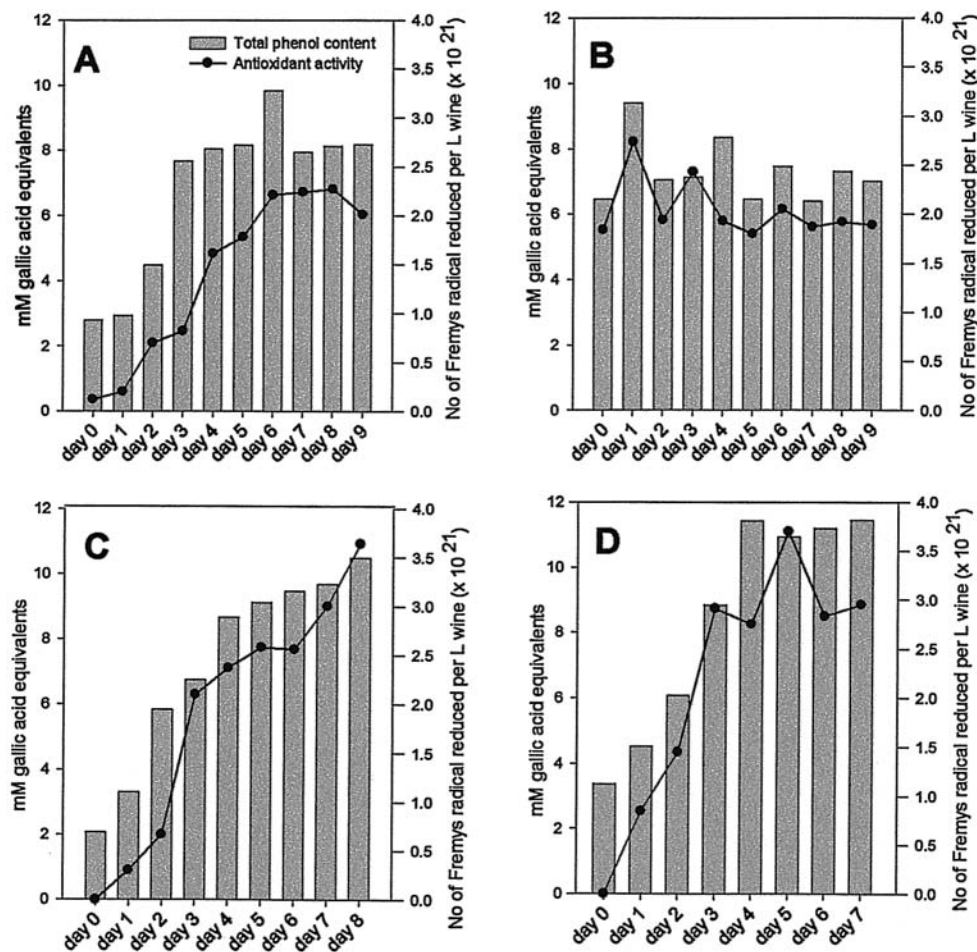 A
Total phenol content
Antioxidant activity
mM gallic acid equivalents
12
10
8
6
4
2
0
4.0
3.5
3.0
2.5
2.0
1.5
1.0
0.5
0.0
No of Fremys radical reduced per L wine (x 10 21)
day 0
day 1
day 2
day 3
day 4
day 5
day 6
day 7
day 8
day 9
B
mM gallic acid equivalents
12
10
8
6
4
2
0
4.0
3.5
3.0
2.5
2.0
1.5
1.0
0.5
0.0
No of Fremys radical reduced per L wine (x 10 21)
day 0
day 1
day 2
day 3
day 4
day 5
day 6
day 7
day 8
day 9
C
mM gallic acid equivalents
12
10
8
6
4
2
0
4.0
3.5
3.0
2.5
2.0
1.5
1.0
0.5
0.0
No of Fremys radical reduced per L wine (x 10 21)
day 0
day 1
day 2
day 3
day 4
day 5
day 6
day 7
day 8
D
mM gallic acid equivalents
12
10
8
6
4
2
0
4.0
3.5
3.0
2.5
2.0
1.5
1.0
0.5
0.0
No of Fremys radical reduced per L wine (x 10 21)
day 0
day 1
day 2
day 3
day 4
day 5
day 6
day 7